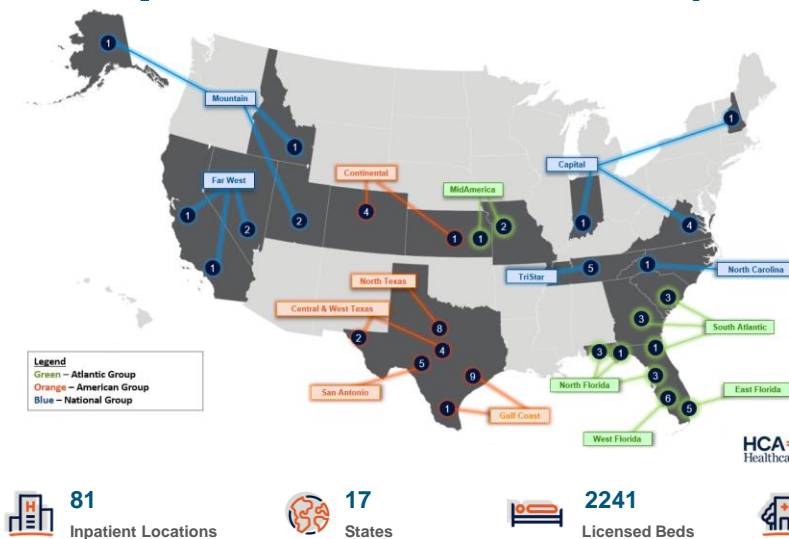 1
Mountain
1
Capital
1
Far West
Continental
MidAmerica
1
2
2
4
1
1
2
1
4
1
North Texas
TriStar
5
1
North Carolina
Central & West Texas
8
3
3
South Atlantic
2
4
5
9
3
1
1
3
San Antonio
North Florida
6
5
East Florida
1
Gulf Coast
West Florida
Legend
Green – Atlantic Group
Orange – American Group
Blue – National Group
HCA
81
Inpatient Locations
17
States
2241
Licensed Beds